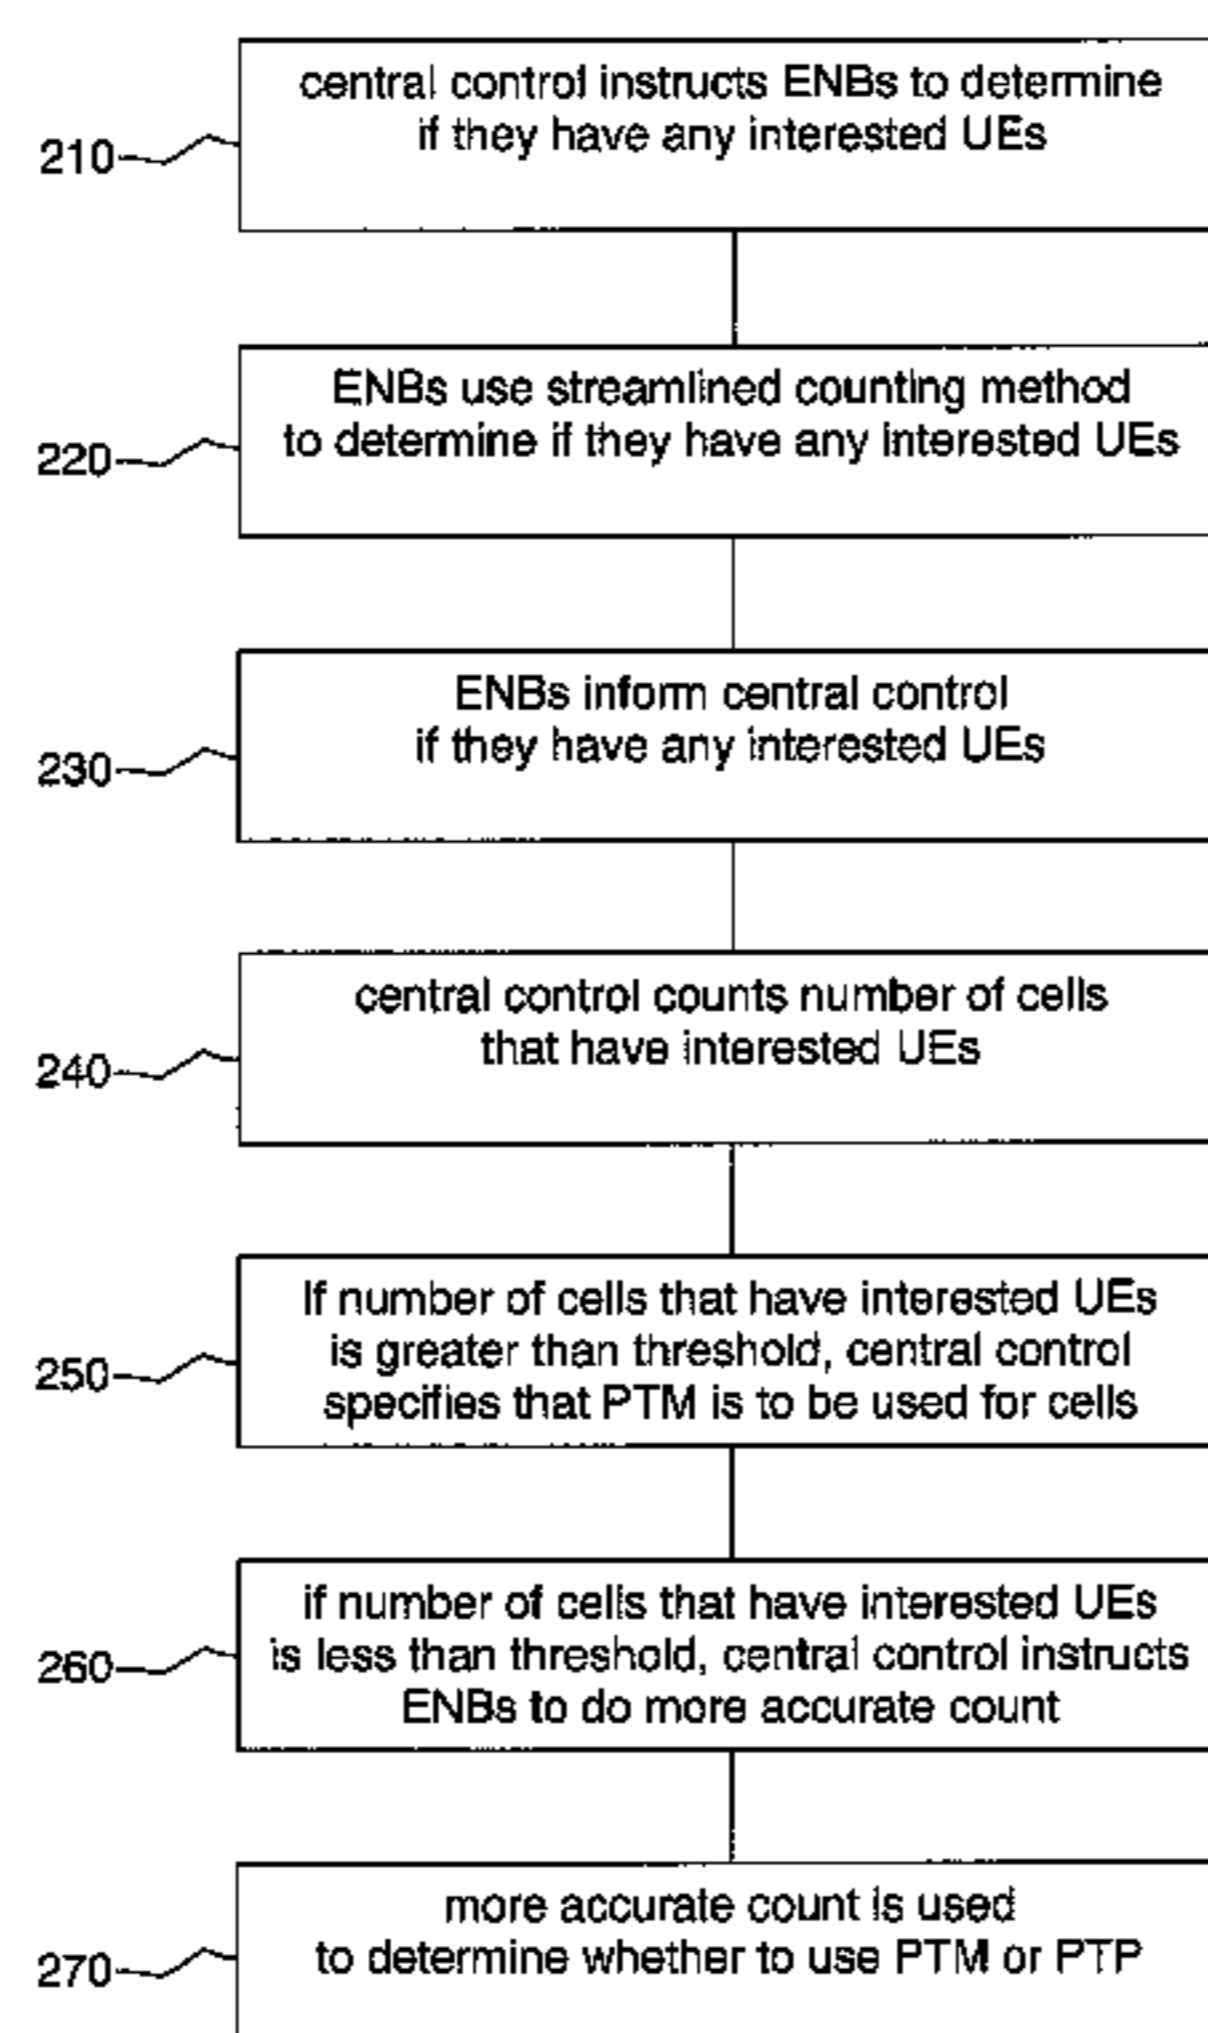 central control instructs ENBs to determine
if they have any interested UEs
210
ENBs use streamlined counting method
to determine if they have any interested UEs
220
ENBs inform central control
if they have any interested UEs
230
central control counts number of cells
that have interested UEs
240
If number of cells that have interested UEs
is greater than threshold, central control
specifies that PTM is to be used for cells
250
if number of cells that have interested UEs
is less than threshold, central control instructs
ENBs to do more accurate count
260
more accurate count is used
to determine whether to use PTM or PTP
270